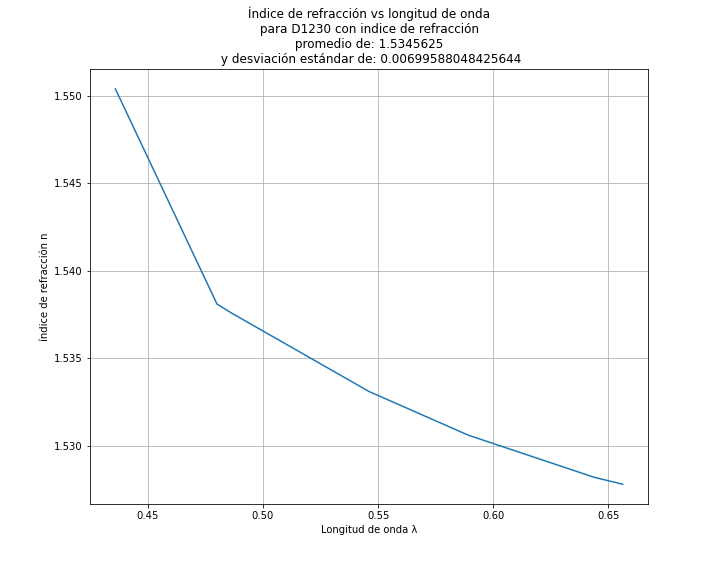 Índice de refracción vs longitud de onda
para D1230 con indice de refracción
promedio de: 1.5345625
y desviación estándar de: 0.00699588048425644
1.550
1.545
1.540
1.535
1.530
índice de refracción n
0.45
0.50
0.55
0.60
0.65
Longitud de onda λ